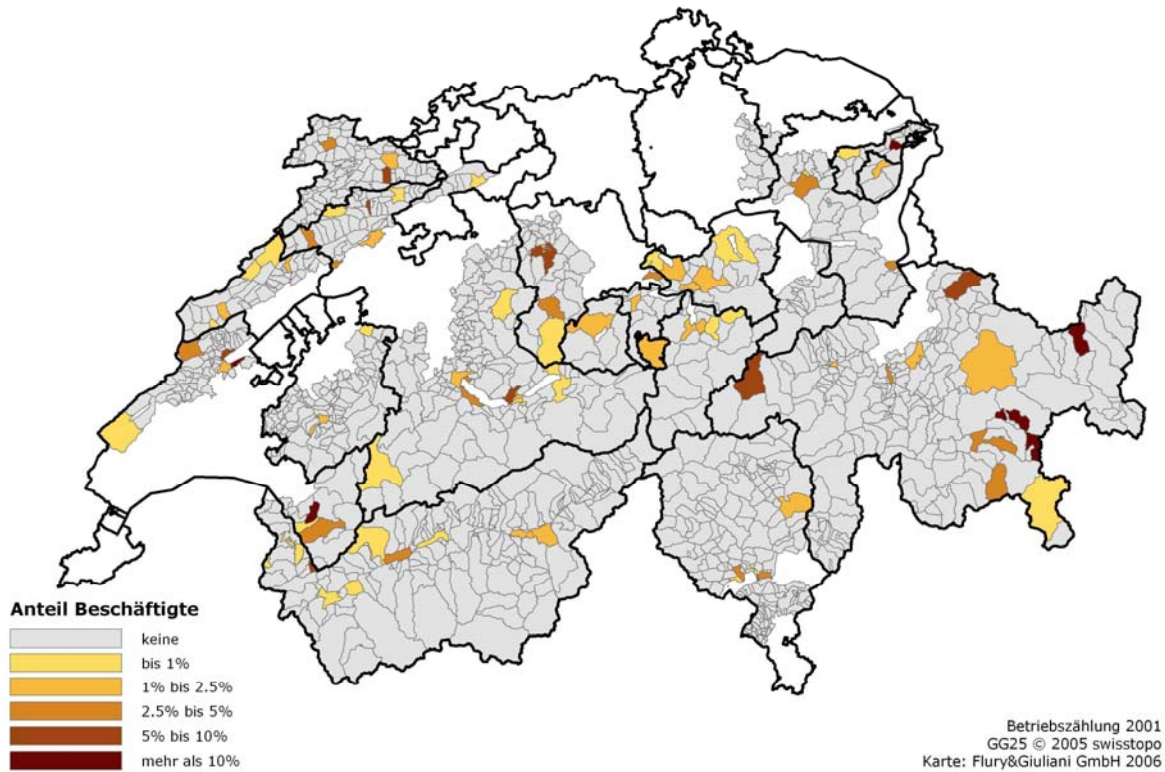 Anteil Beschäftigte
keine
bis 1%
1% bis 2.5%
2.5% bis 5%
5% bis 10%
mehr als 10%
Betriebszählung 2001
GG25 © 2005 swisstopo
Karte: Flury&Giuliani GmbH 2006